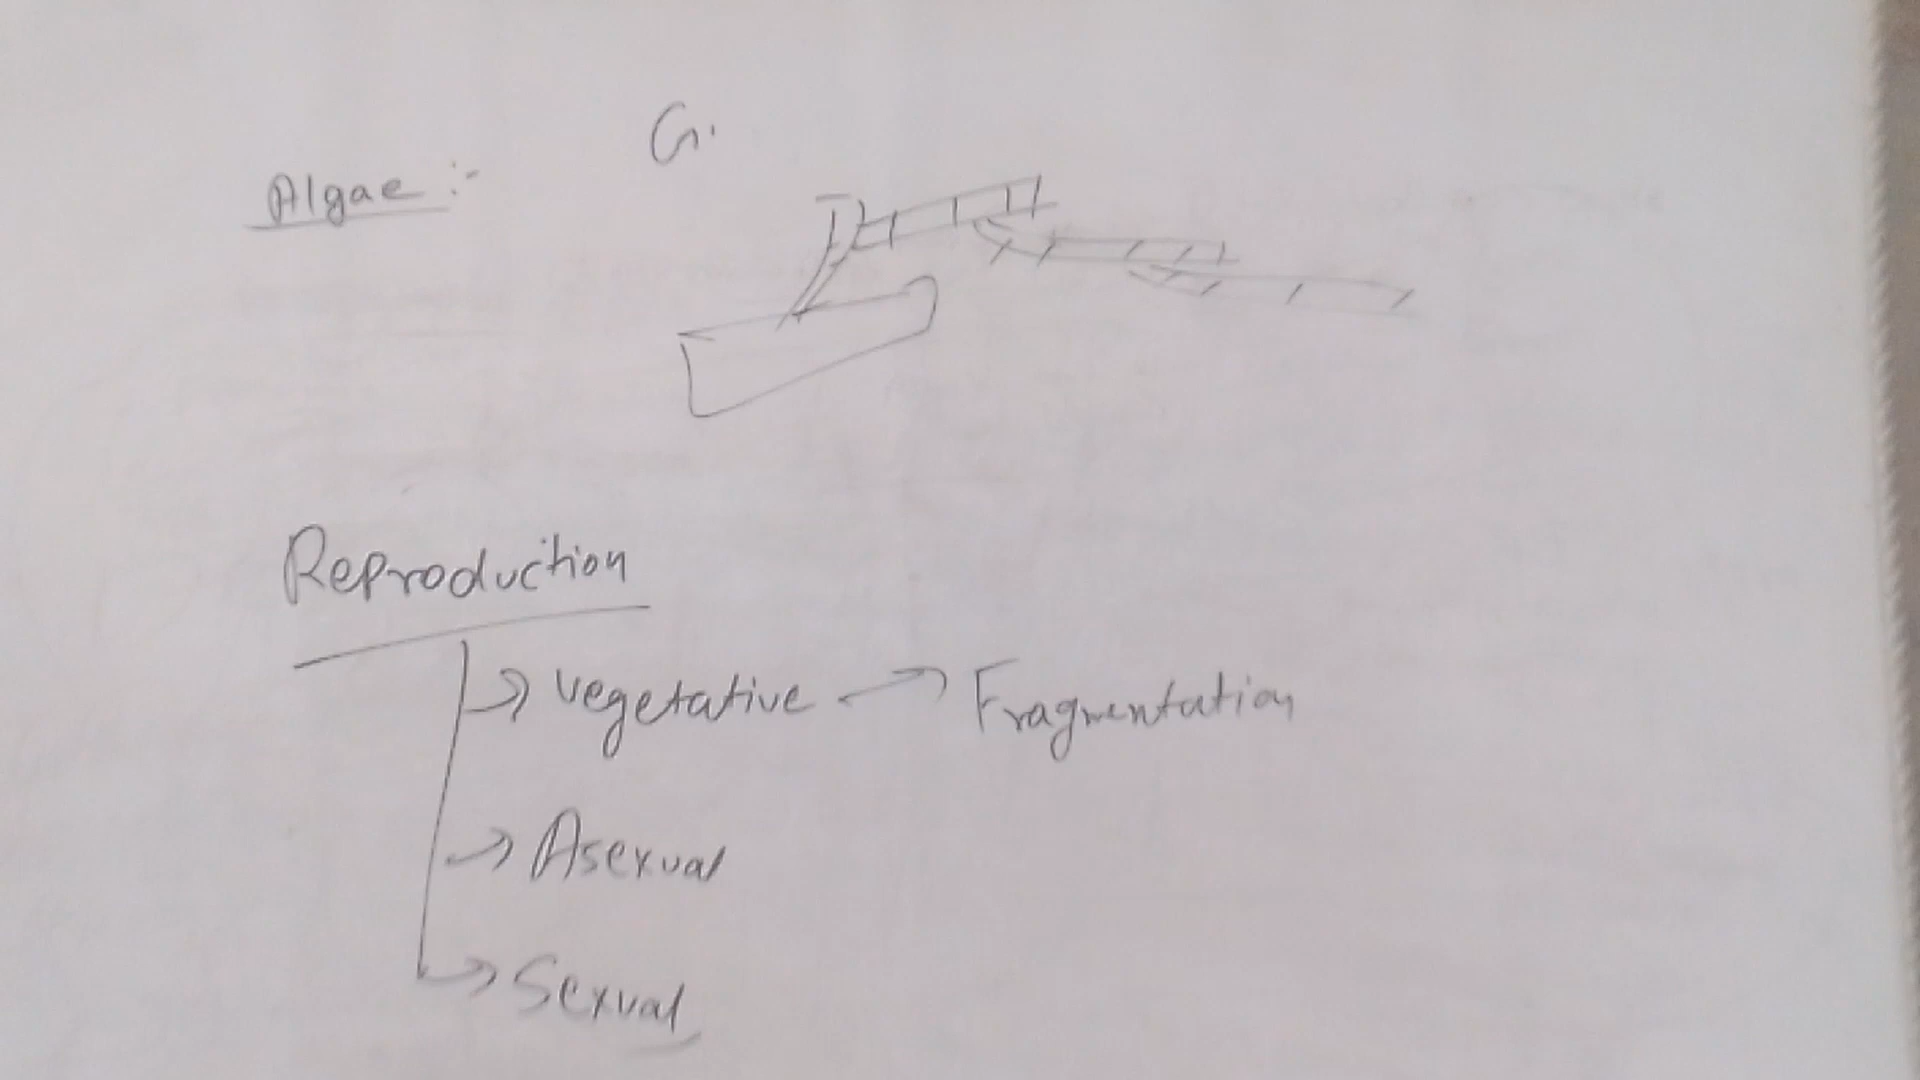 G.
Algae :-
Reproduction
→ vegetative → Fragmentation
→ Asexual
→ Sexual